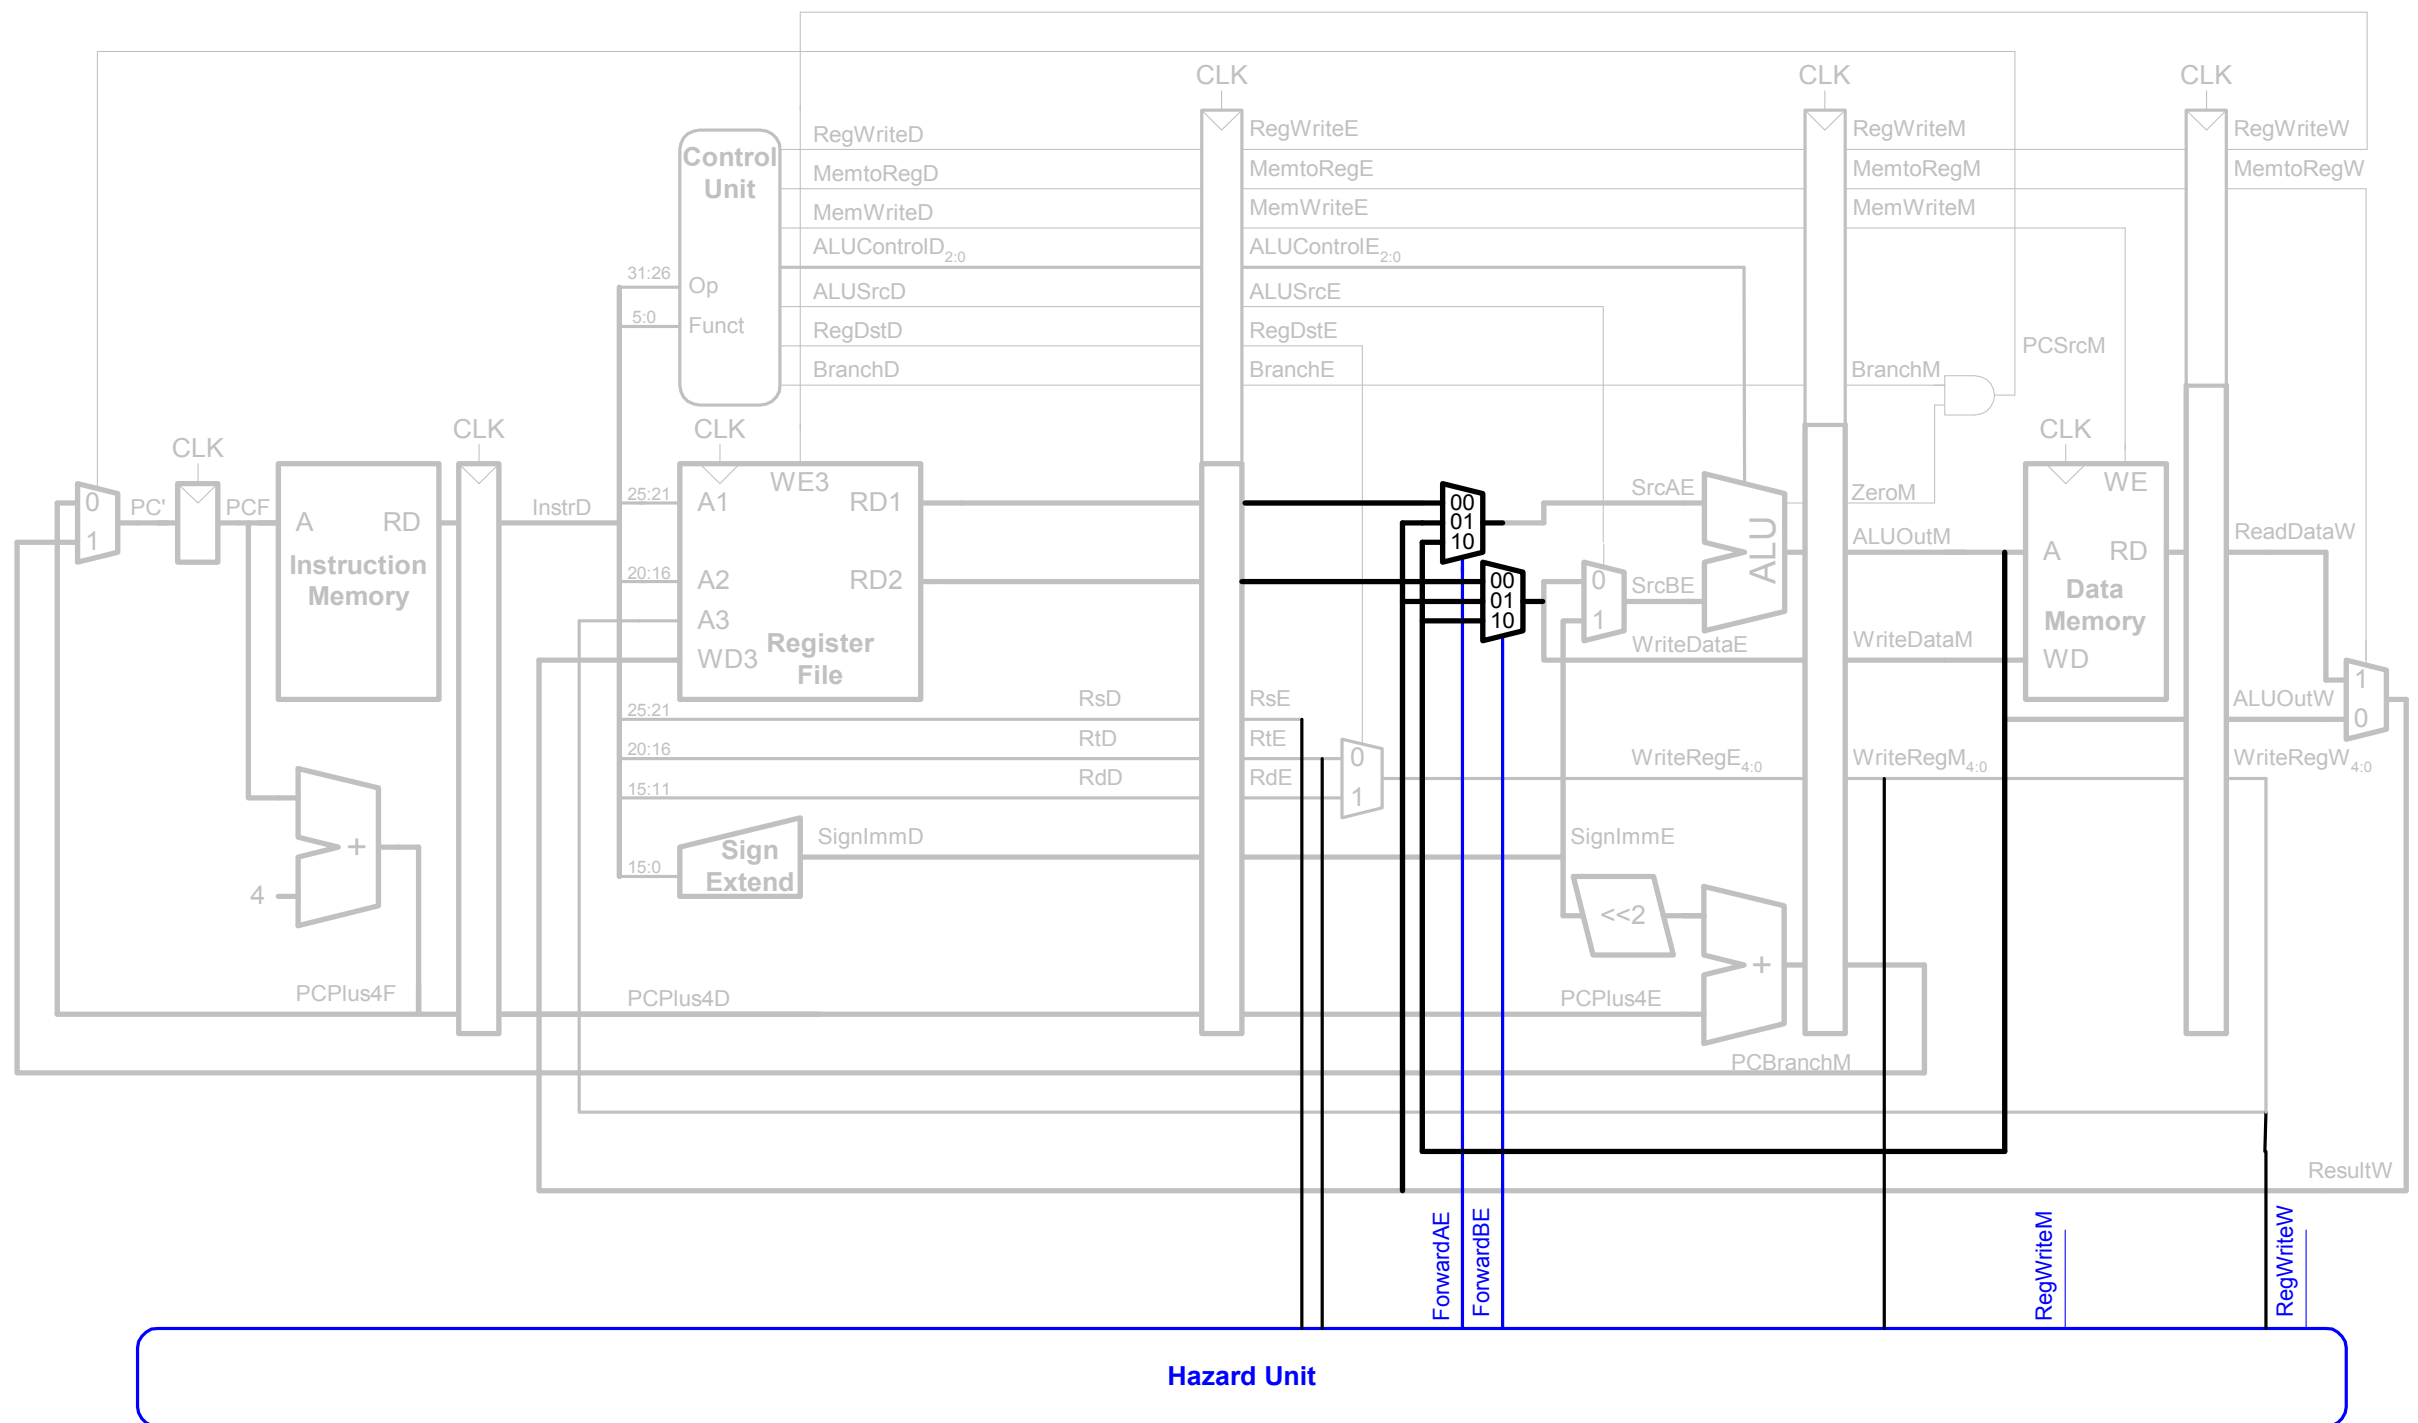 CLK
CLK
CLK
Control
Unit
RegWriteD
MemtoRegD
MemWriteD
ALUControlD2:0
ALUSrcD
RegDstD
BranchD
31:26
Op
5:0
Funct
RegWriteE
MemtoRegE
MemWriteE
ALUControlE2:0
ALUSrcE
RegDstE
BranchE
RegWriteM
MemtoRegM
MemWriteM
BranchM
PCSrcM
RegWriteW
MemtoRegW
CLK
CLK
CLK
CLK
0
1
PC'
PCF
A
RD
Instruction
Memory
InstrD
25:21
A1
WE3
RD1
20:16
A2
RD2
A3
WD3
Register
File
00
01
10
00
01
10
SrcAE
0
1
SrcBE
ALU
ZeroM
ALUOutM
WriteDataE
WriteDataM
WE
A
RD
Data
Memory
WD
ReadDataW
1
0
ALUOutW
25:21
RsD
RsE
20:16
RtD
RtE
15:11
RdD
RdE
0
1
WriteRegE4:0
WriteRegM4:0
WriteRegW4:0
15:0
Sign
Extend
SignImmD
SignImmE
+
4
<<2
+
PCPlus4F
PCPlus4D
PCPlus4E
PCBranchM
ResultW
ForwardAE
ForwardBE
RegWriteM
RegWriteW
Hazard Unit